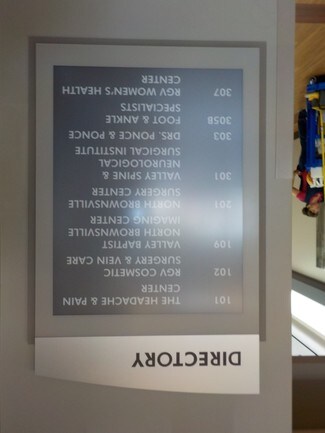 DIRECTORY
101 THE HEADACHE & PAIN
CENTER
102 RGV COSMETIC
SURGERY & VEIN CARE
109 VALLEY BAPTIST
NORTH BROWNSVILLE
IMAGING CENTER
201 NORTH BROWNSVILLE
SURGERY CENTER
301 VALLEY SPINE &
NEUROLOGICAL
SURGICAL INSTITUTE
303 DRS. PONCE & PONCE
305B FOOT & ANKLE
SPECIALISTS
307 RGV WOMEN'S HEALTH
CENTER